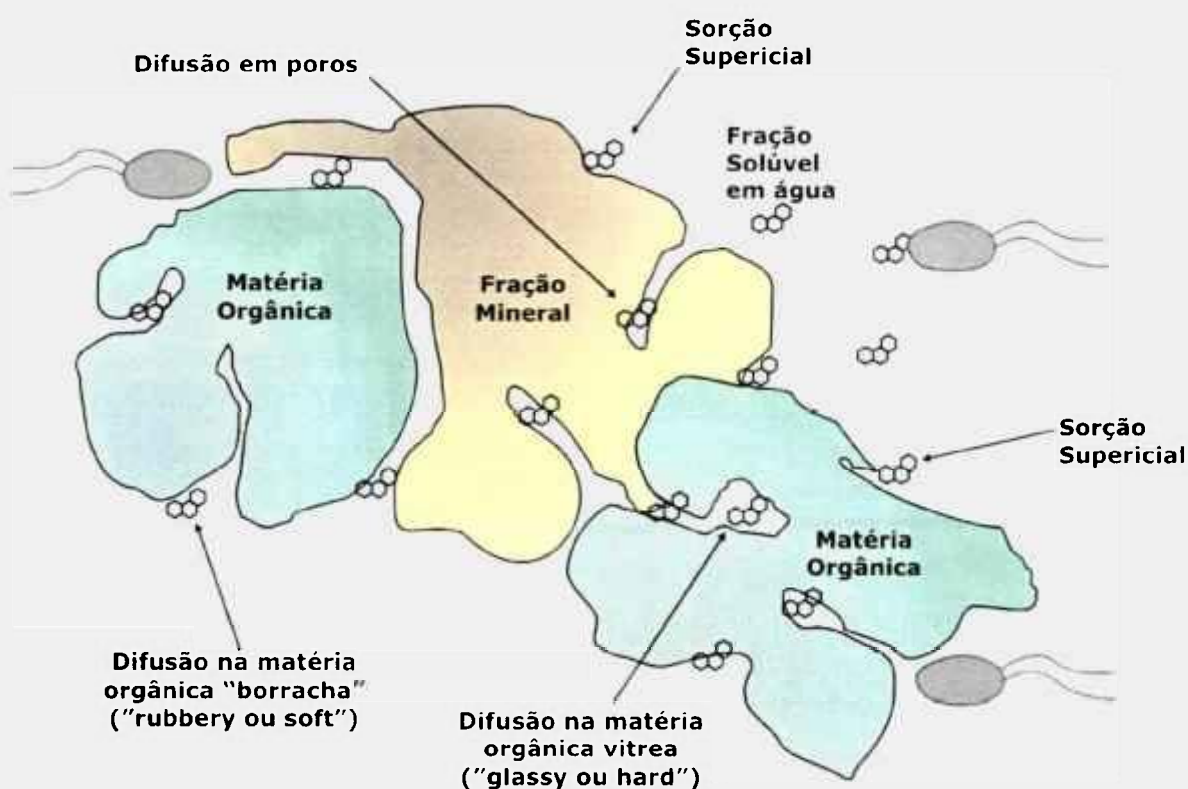 Sorção
Supericial
Difusão em poros
Fração
Solúvel
em água
Matéria
Orgânica
Fração
Mineral
Sorção
Supericial
Matéria
Orgânica
Difusão na matéria
orgânica “borracha”
(”rubbery ou soft”)
Difusão na matéria
orgânica vitrea
(”glassy ou hard”)